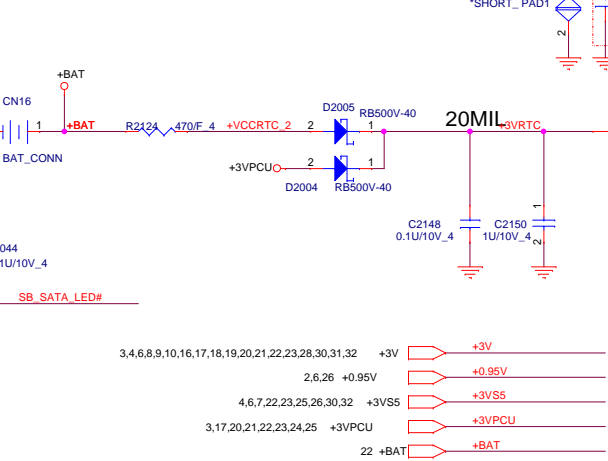 *SHORT_ PAD1
2
+BAT
CN16
1
+BAT
BAT_CONN
R2124
470/F_4
+VCCRTC_2
2
D2005
1
RB500V-40
20MIL
+3VRTC
+3VPCU
2
1
D2004
RB500V-40
C2148
0.1U/10V_4
C2150
1U/10V_4
1
2
044
1U/10V_4
SB_SATA_LED#
3,4,6,8,9,10,16,17,18,19,20,21,22,23,28,30,31,32 +3V +3V
2,6,26 +0.95V +0.95V
4,6,7,22,23,25,26,30,32 +3VS5 +3VS5
3,17,20,21,22,23,24,25 +3VPCU +3VPCU
22 +BAT +BAT